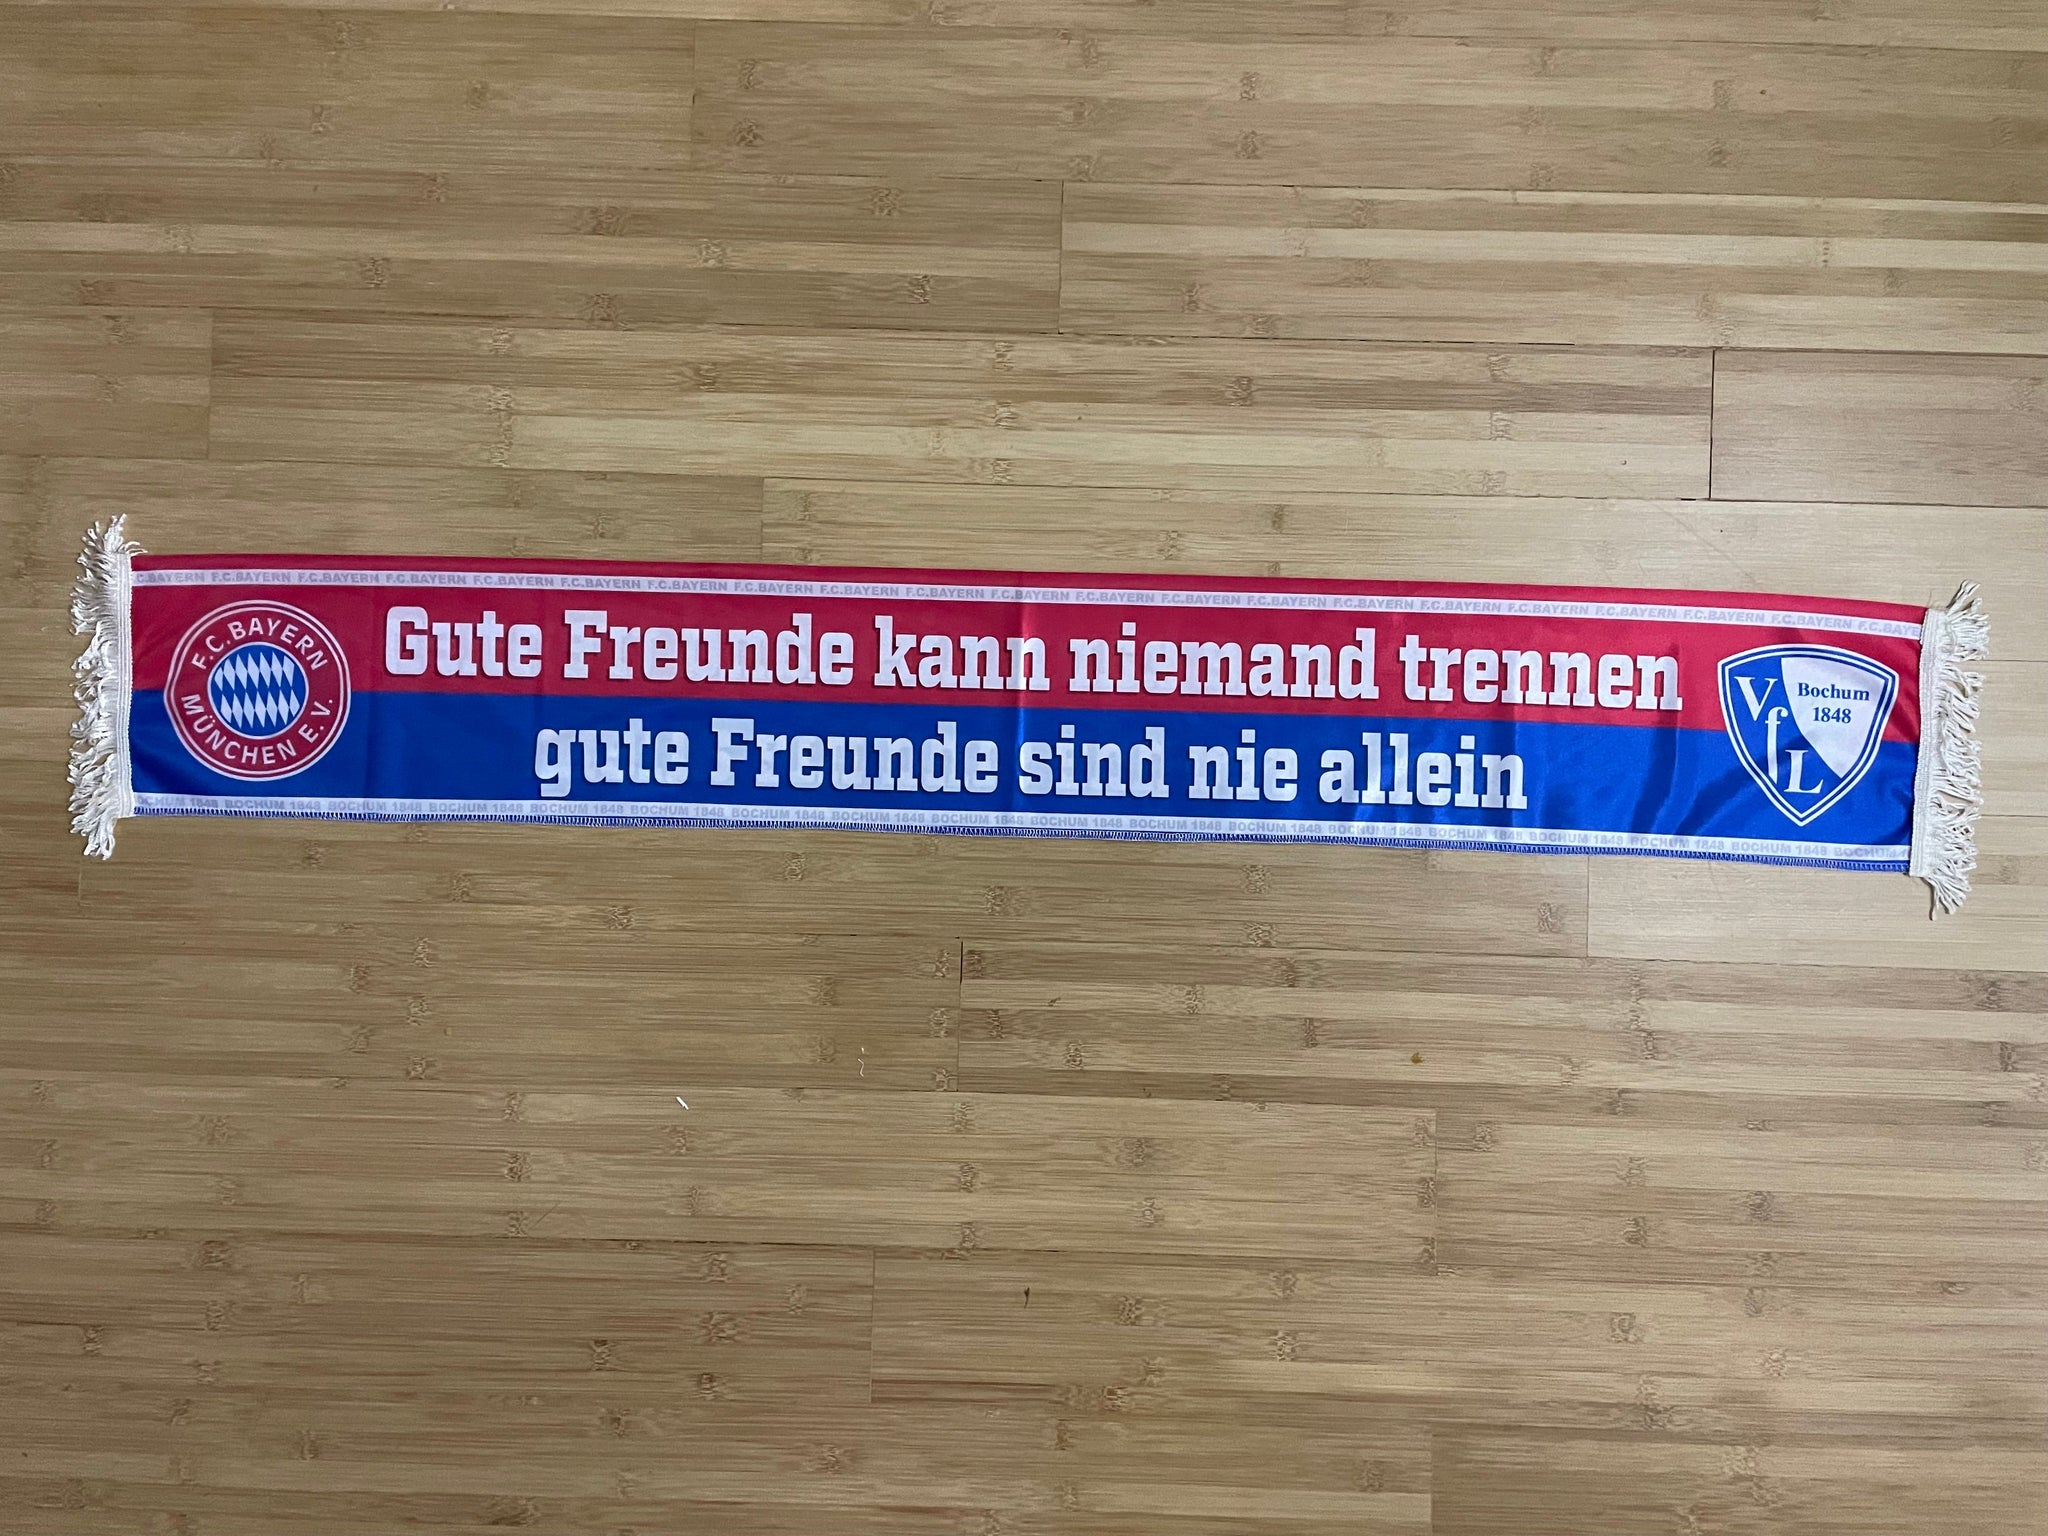 F.C.BAYERN F.C.BAYERN F.C.BAYERN F.C.BAYERN F.C.BAYERN F.C.BAYERN F.C.BAYERN F.C.BAYERN F.C.BAYERN F.C.BAYERN F.C.BAYERN F.C.BAYERN F.C.BAYERN F.C.BAYERN F.C.BAYERN F.C.BAYERN F.C.BAYERN F.C.BAYERN F.C.BAYERN F.C.BAYERN
F.C. BAYERN
MÜNCHEN E.V.
Gute Freunde kann niemand trennen
gute Freunde sind nie allein
VfL
Bochum
1848
BOCHUM 1848 BOCHUM 1848 BOCHUM 1848 BOCHUM 1848 BOCHUM 1848 BOCHUM 1848 BOCHUM 1848 BOCHUM 1848 BOCHUM 1848 BOCHUM 1848 BOCHUM 1848 BOCHUM 1848 BOCHUM 1848 BOCHUM 1848 BOCHUM 1848 BOCHUM 1848 BOCHUM